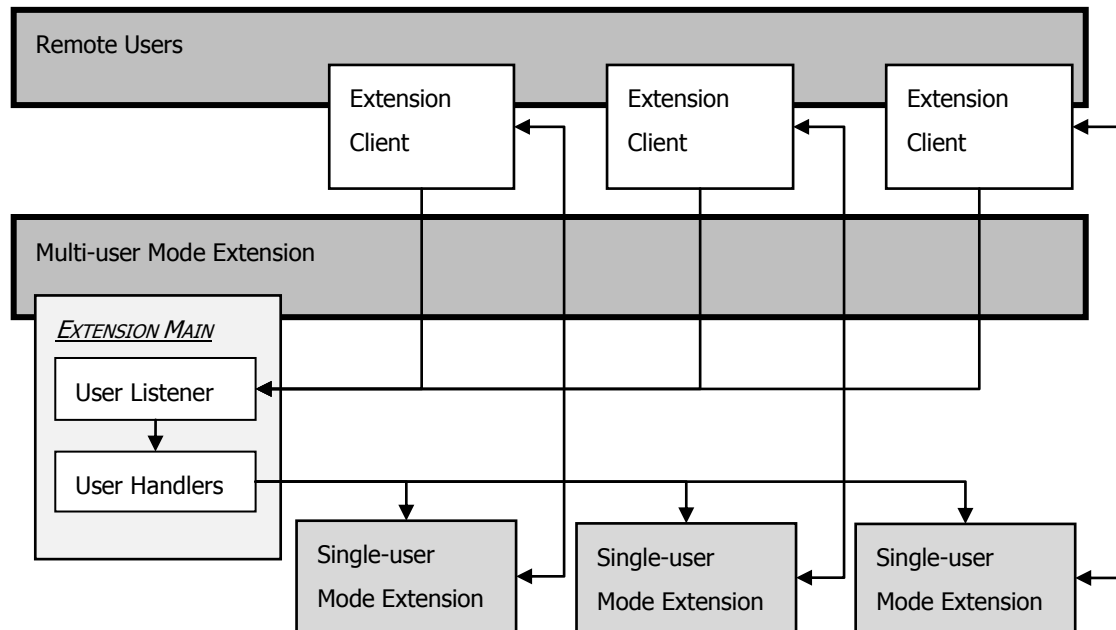 Remote Users
Extension
Client
Extension
Client
Extension
Client
Multi-user Mode Extension
EXTENSION MAIN
User Listener
User Handlers
Single-user
Mode Extension
Single-user
Mode Extension
Single-user
Mode Extension